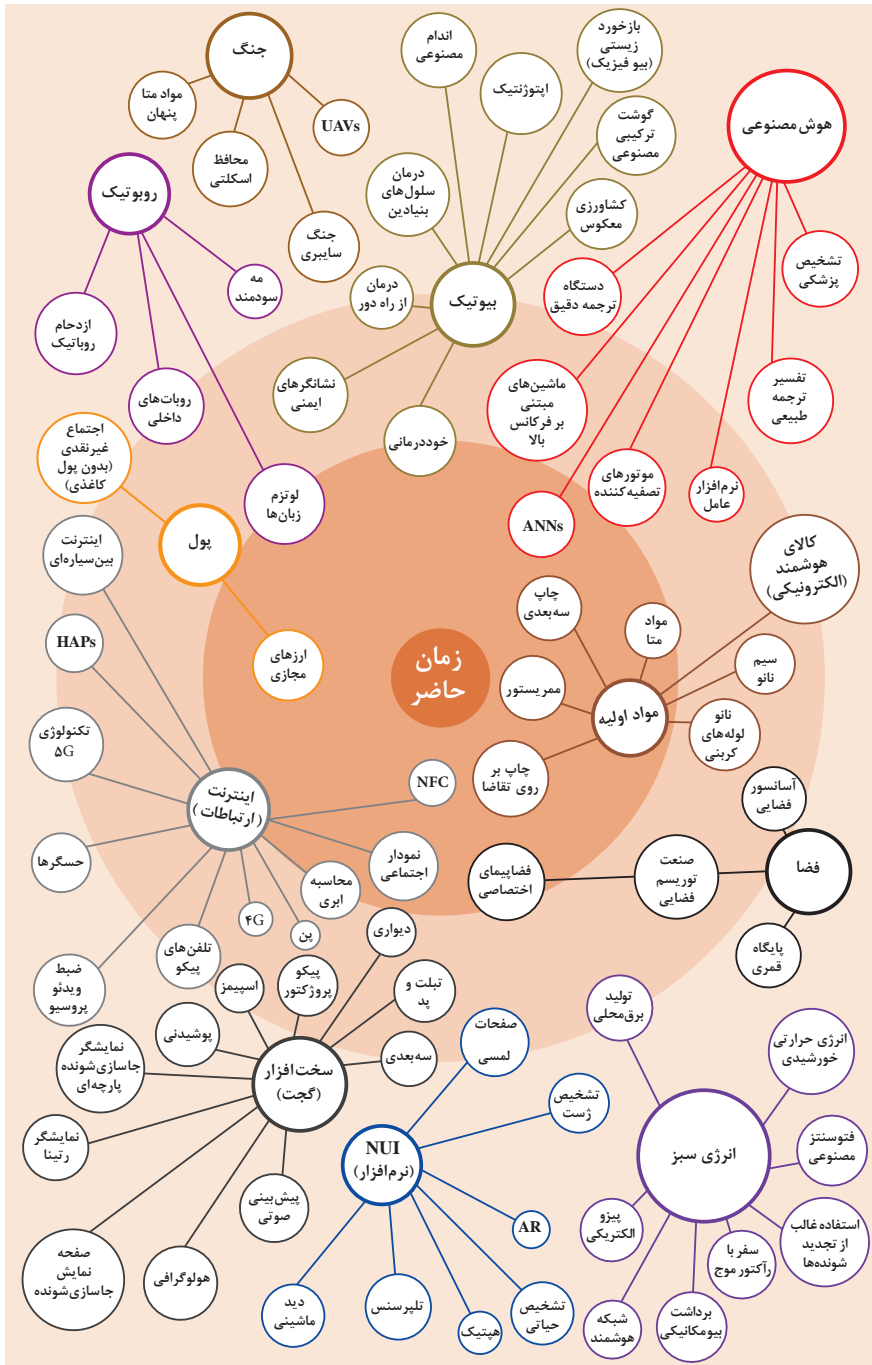 جنگ
مواد متا
پنهان
محافظ
اسکلتی
UAVs
جنگ
سایبری
اندام
مصنوعی
بازخورد
زیستی
(بیو فیزیک)
اپتوژنتیک
گوشت
ترکیبی
مصنوعی
درمان
سلول‌های
بنیادین
کشاورزی
معکوس
بیوتیک
درمان
از راه دور
نشانگرهای
ایمنی
خوددرمانی
هوش مصنوعی
تشخیص
پزشکی
دستگاه
ترجمه دقیق
تفسیر
ترجمه
طبیعی
ماشین‌های
مبتنی
بر فرکانس
بالا
موتورهای
تصفیه‌کننده
نرم‌افزار
عامل
ANNs
روبوتیک
مه
سودمند
ازدحام
روباتیک
روبات‌های
داخلی
لوتزم
زبان‌ها
اجتماع
غیرنقدی
(بدون پول
کاغذی)
پول
ارزهای
مجازی
زمان
حاضر
کالای
هوشمند
(الکترونیکی)
چاپ
سه‌بعدی
مواد
متا
سیم
نانو
ممریستور
مواد اولیه
نانو
لوله‌های
کربنی
چاپ بر
روی تقاضا
اینترنت
بین‌سیاره‌ای
HAPs
تکنولوژی
۵G
اینترنت
(ارتباطات)
NFC
حسگرها
نمودار
اجتماعی
محاسبه
ابری
۴G
پن
تلفن‌های
پیکو
ضبط
ویدئو
پروسیو
آسانسور
فضایی
فضا
صنعت
توریسم
فضایی
فضاپیمای
اختصاصی
پایگاه
قمری
دیواری
پیکو
پروژکتور
اسپیمز
تبلت و
پد
پوشیدنی
سه‌بعدی
نمایشگر
جاسازی‌شونده
پارچه‌ای
سخت‌افزار
(گجت)
نمایشگر
رتینا
پیش‌بینی
صوتی
صفحه
نمایش
جاسازی‌شونده
هولوگرافی
صفحات
لمسی
تشخیص
ژست
NUI
(نرم‌افزار)
AR
دید
ماشینی
تلپرسنس
هپتیک
تشخیص
حیاتی
تولید
برق‌محلی
انرژی حرارتی
خورشیدی
انرژی سبز
فتوسنتز
مصنوعی
پیزو
الکتریکی
استفاده غالب
از تجدید
شونده‌ها
سفر با
رآکتور موج
شبکه
هوشمند
برداشت
بیومکانیکی